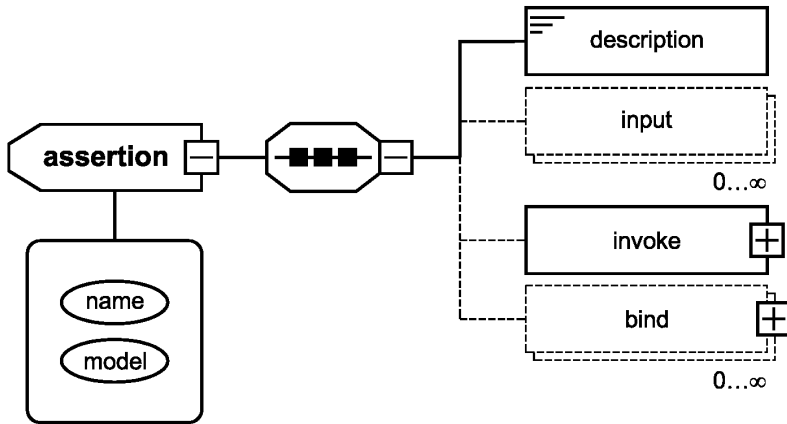 description
input
0...∞
assertion
invoke
name
bind
model
0...∞